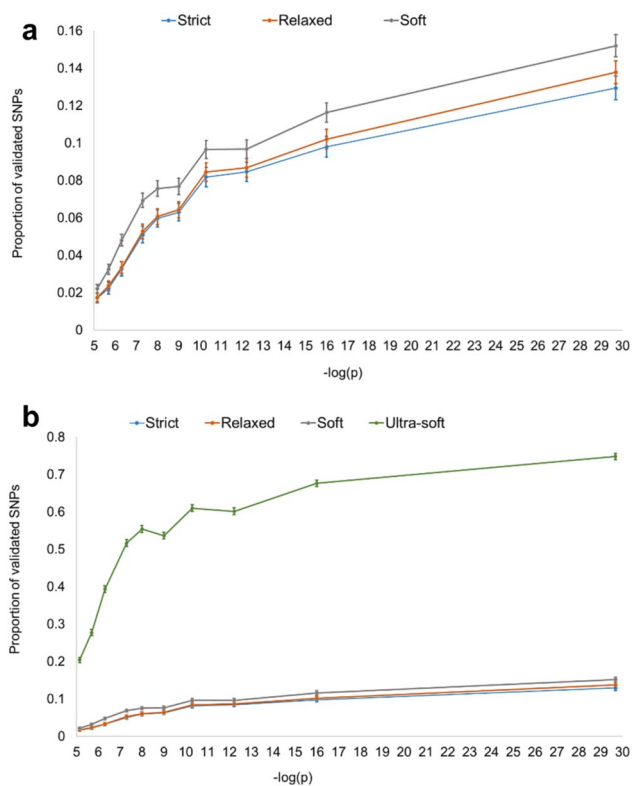 a
Strict Relaxed Soft
Proportion of validated SNPs
0.16
0.14
0.12
0.1
0.08
0.06
0.04
0.02
0
5 6 7 8 9 10 11 12 13 14 15 16 17 18 19 20 21 22 23 24 25 26 27 28 29 30
-log(p)
b
Strict Relaxed Soft Ultra-soft
Proportion of validated SNPs
0.8
0.7
0.6
0.5
0.4
0.3
0.2
0.1
0
5 6 7 8 9 10 11 12 13 14 15 16 17 18 19 20 21 22 23 24 25 26 27 28 29 30
-log(p)